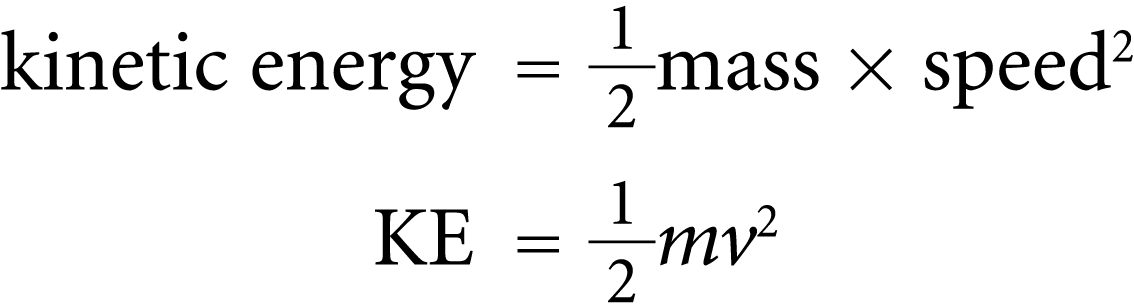 kinetic energy = 1/2 mass × speed²
KE = 1/2 mv²